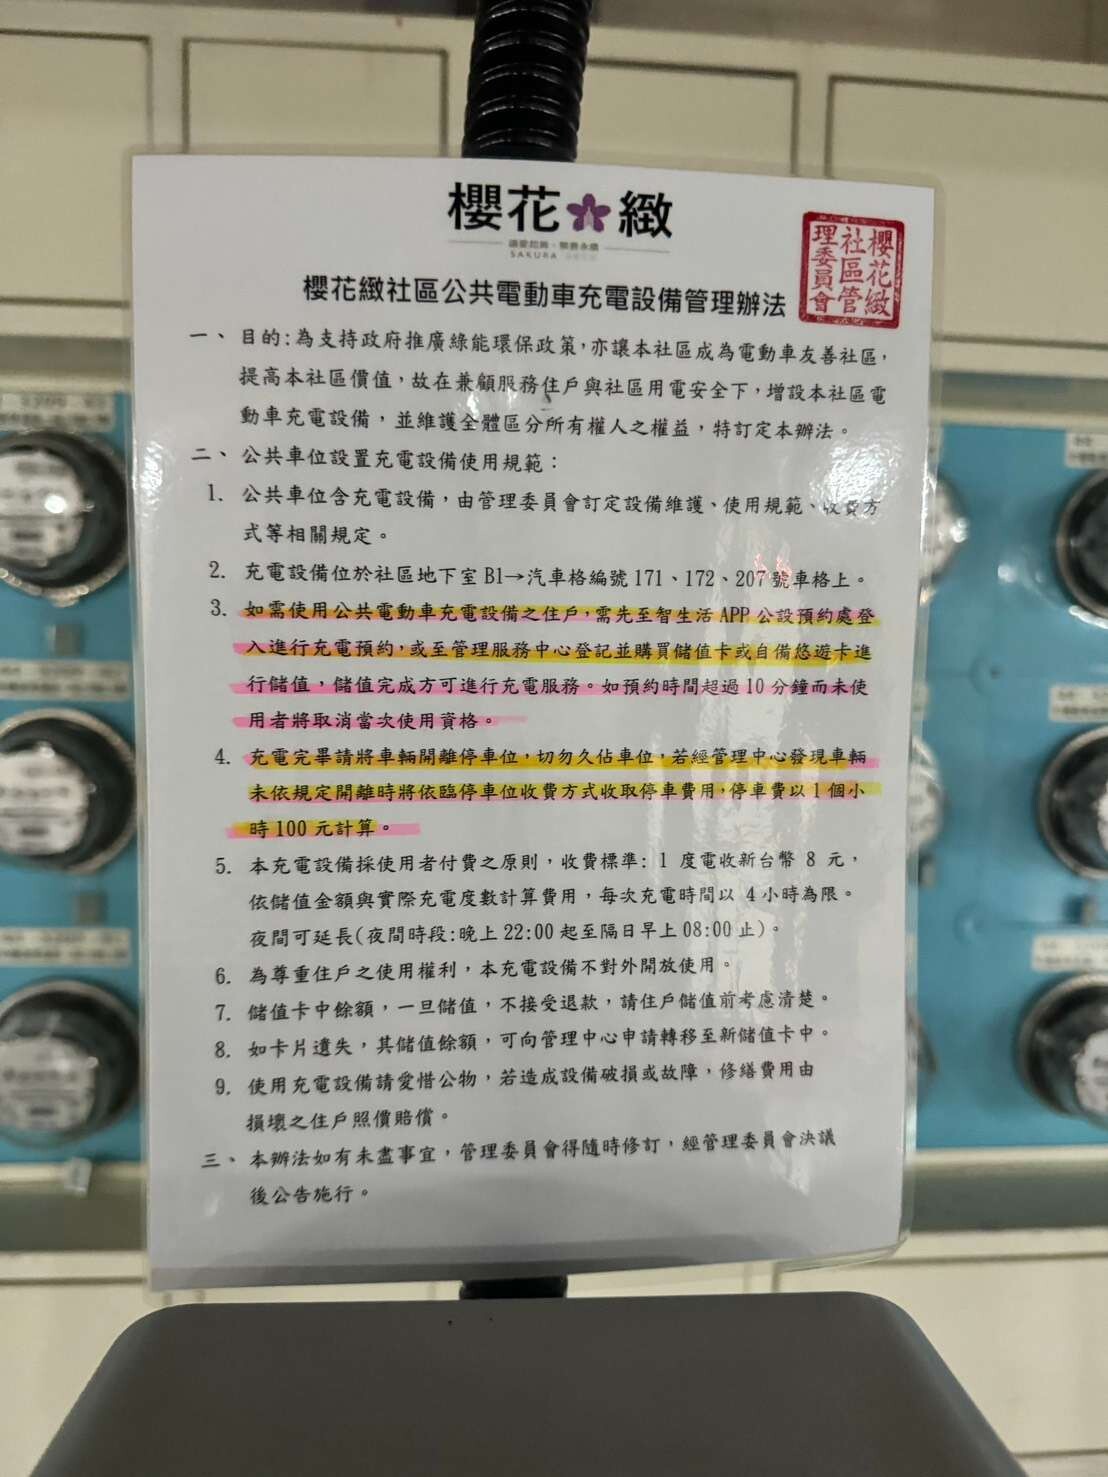 櫻花緻
SAKURA
櫻花緻
社區管
理委員會
櫻花緻社區公共電動車充電設備管理辦法
一、目的:為支持政府推廣綠能環保政策,亦讓本社區成為電動車友善社區,
提高本社區價值,故在兼顧服務住戶與社區用電安全下,增設本社區電
動車充電設備,並維護全體區分所有權人之權益,特訂定本辦法。
二、公共車位設置充電設備使用規範:
1. 公共車位含充電設備,由管理委員會訂定設備維護、使用規範、收費方
式等相關規定。
2. 充電設備位於社區地下室B1→汽車格編號171、172、207號車格上。
3. 如需使用公共電動車充電設備之住戶,需先至智生活APP公設預約處登
入進行充電預約,或至管理服務中心登記並購買儲值卡或自備悠遊卡進
行儲值,儲值完成方可進行充電服務。如預約時間超過10分鐘而未使
用者將取消當次使用資格。
4. 充電完畢請將車輛開離停車位,切勿久佔車位,若經管理中心發現車輛
未依規定開離時將依臨停車位收費方式收取停車費用,停車費以1個小
時100元計算。
5. 本充電設備採使用者付費之原則,收費標準: 1 度電收新台幣 8 元,
依儲值金額與實際充電度數計算費用,每次充電時間以 4小時為限。
夜間可延長(夜間時段:晚上22:00起至隔日早上08:00止)。
6. 為尊重住戶之使用權利,本充電設備不對外開放使用。
7. 儲值卡中餘額,一旦儲值,不接受退款,請住戶儲值前考慮清楚。
8. 如卡片遺失,其儲值餘額,可向管理中心申請轉移至新儲值卡中。
9. 使用充電設備請愛惜公物,若造成設備破損或故障,修繕費用由
損壞之住戶照價賠償。
三、本辦法如有未盡事宜,管理委員會得隨時修訂,經管理委員會決議
後公告施行。